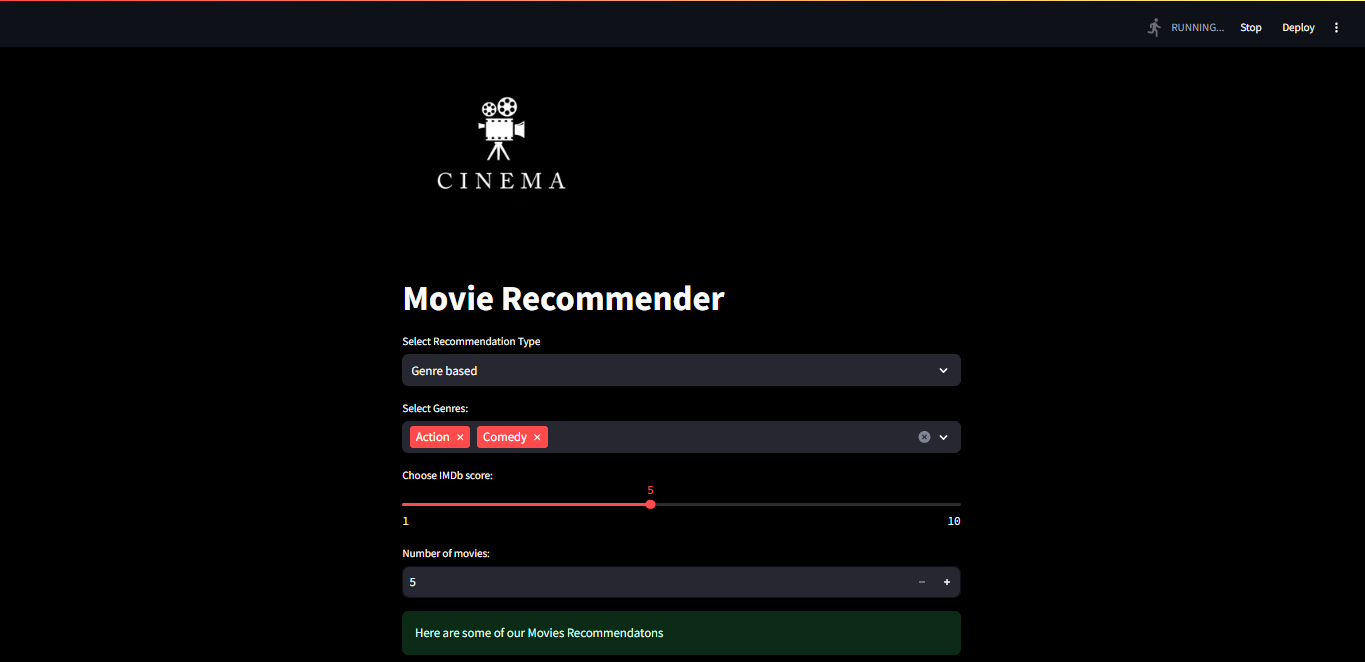 RUNNING... Stop Deploy
CINEMA
Movie Recommender
Select Recommendation Type
Genre based
Select Genres:
Action × Comedy ×
Choose IMDb score:
5
1 10
Number of movies:
5 − +
Here are some of our Movies Recommendatons